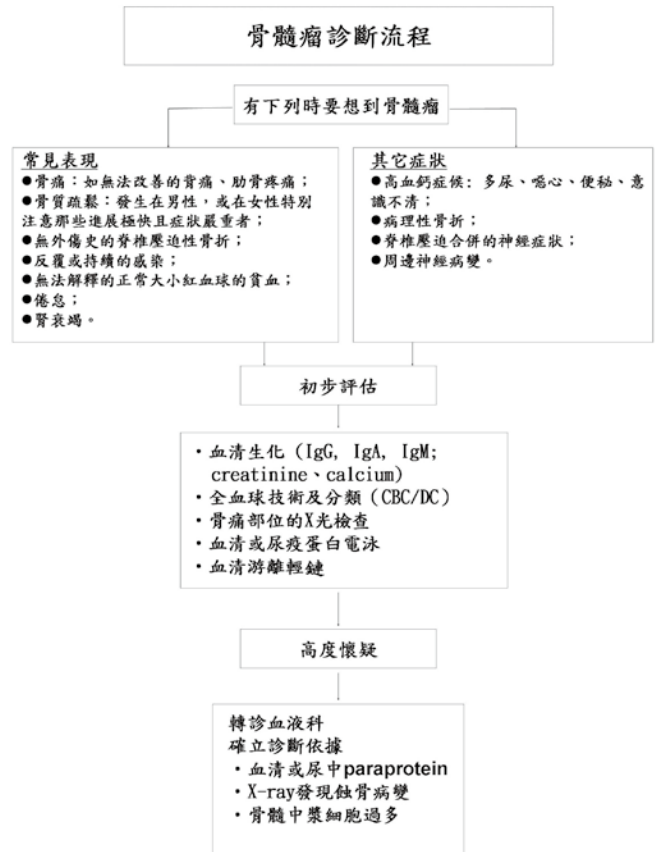 骨髓瘤診斷流程
有下列時要想到骨髓瘤
常見表現
●骨痛：如無法改善的背痛、肋骨疼痛；
●骨質疏鬆：發生在男性，或在女性特別
注意那些進展極快且症狀嚴重者；
●無外傷史的脊椎壓迫性骨折；
●反覆或持續的感染；
●無法解釋的正常大小紅血球的貧血；
●倦怠；
●腎衰竭。
其它症狀
●高血鈣症候：多尿、噁心、便秘、意
識不清；
●病理性骨折；
●脊椎壓迫合併的神經症狀；
●周邊神經病變。
初步評估
・血清生化（IgG, IgA, IgM;
creatinine、calcium）
・全血球技術及分類（CBC/DC）
・骨痛部位的X光檢查
・血清或尿疫蛋白電泳
・血清游離輕鏈
高度懷疑
轉診血液科
確立診斷依據
・血清或尿中paraprotein
・X-ray發現蝕骨病變
・骨髓中漿細胞過多